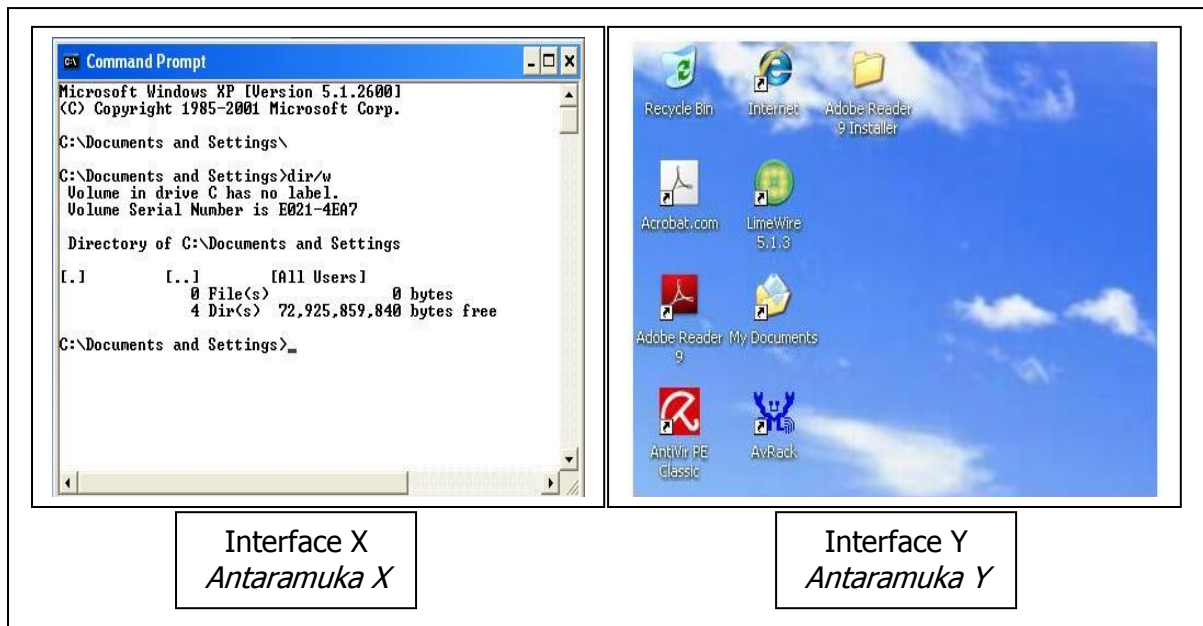 Command Prompt
Microsoft Windows XP [Version 5.1.2600]
(C) Copyright 1985-2001 Microsoft Corp.
C:\Documents and Settings\
C:\Documents and Settings>dir/w
Volume in drive C has no label.
Volume Serial Number is E021-4EA7
Directory of C:\Documents and Settings
[.] [..] [All Users]
0 File(s) 0 bytes
4 Dir(s) 72,925,859,840 bytes free
C:\Documents and Settings>_
Interface X
Antaramuka X
Recycle Bin
Internet
Adobe Reader
9 Installer
Acrobat.com
LimeWire
5.1.3
Adobe Reader
9
My Documents
AntiVir PE
Classic
AvRack
Interface Y
Antaramuka Y